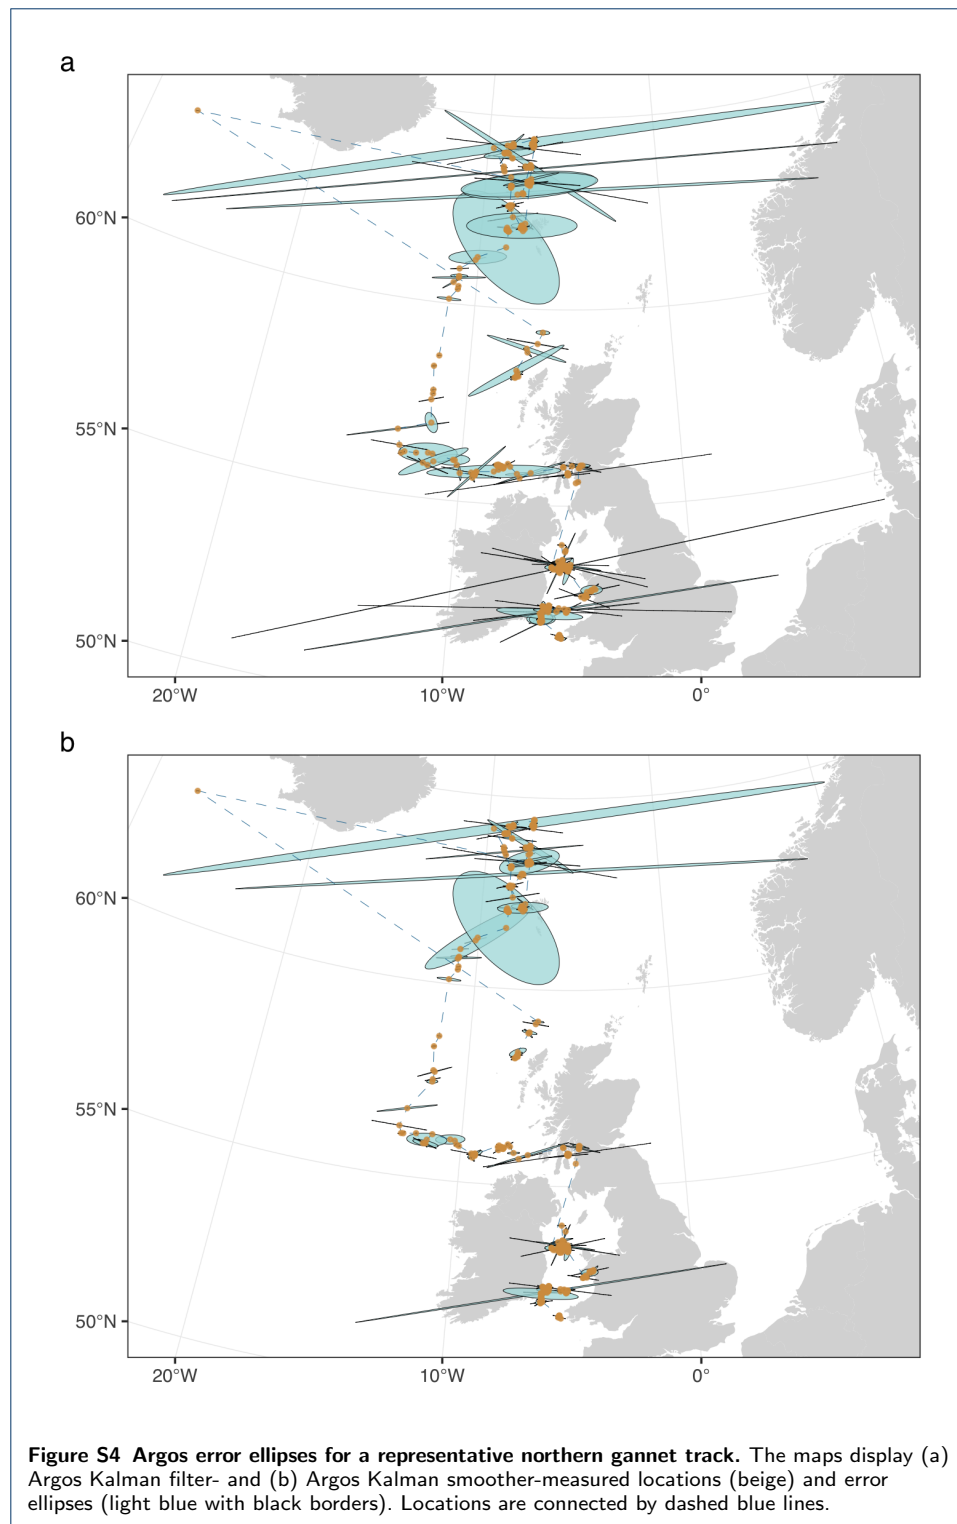 a
60°N
55°N
50°N
20°W 10°W 0°
b
60°N
55°N
50°N
20°W 10°W 0°
Figure S4 Argos error ellipses for a representative northern gannet track. The maps display (a)
Argos Kalman filter- and (b) Argos Kalman smoother-measured locations (beige) and error
ellipses (light blue with black borders). Locations are connected by dashed blue lines.